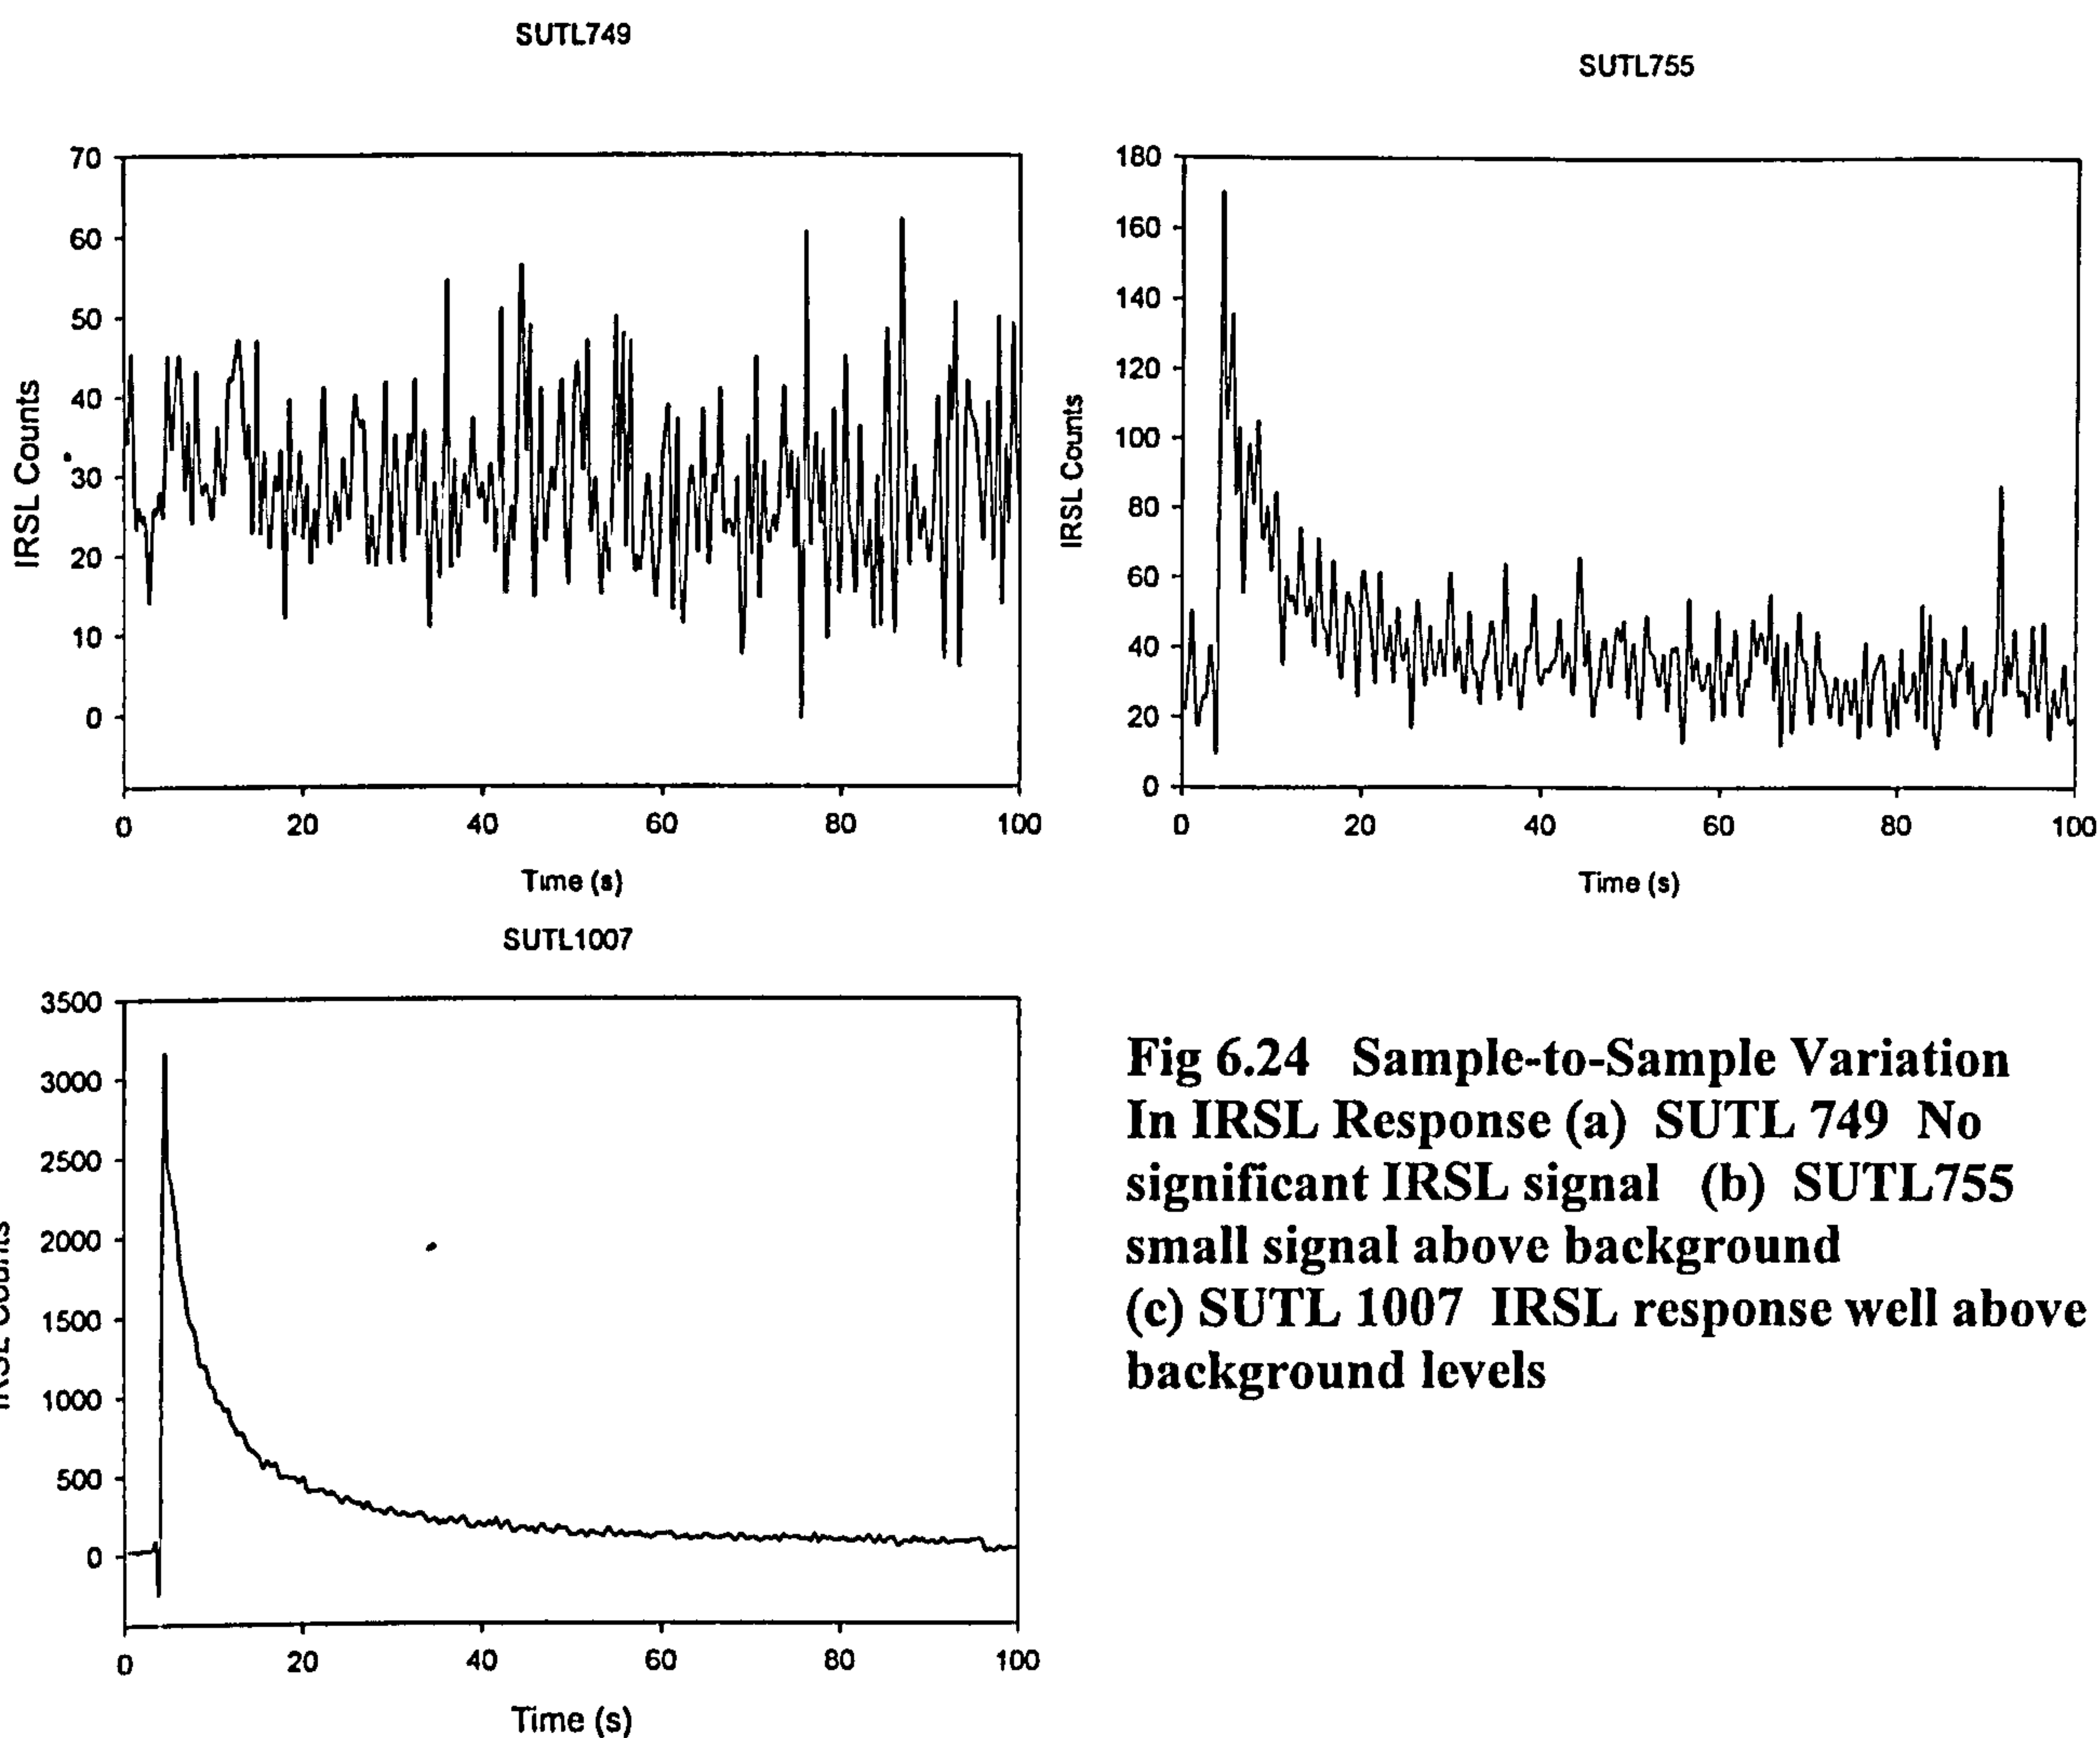 SUTL749
70
60
50
40
30
20
10
0
IRSL Counts
0 20 40 60 80 100
Time (s)
SUTL755
180
160
140
120
100
80
60
40
20
0
IRSL Counts
0 20 40 60 80 100
Time (s)
SUTL1007
3500
3000
2500
2000
1500
1000
500
0
IRSL Counts
0 20 40 60 80 100
Time (s)
Fig 6.24 Sample-to-Sample Variation
In IRSL Response (a) SUTL 749 No
significant IRSL signal (b) SUTL755
small signal above background
(c) SUTL 1007 IRSL response well above
background levels